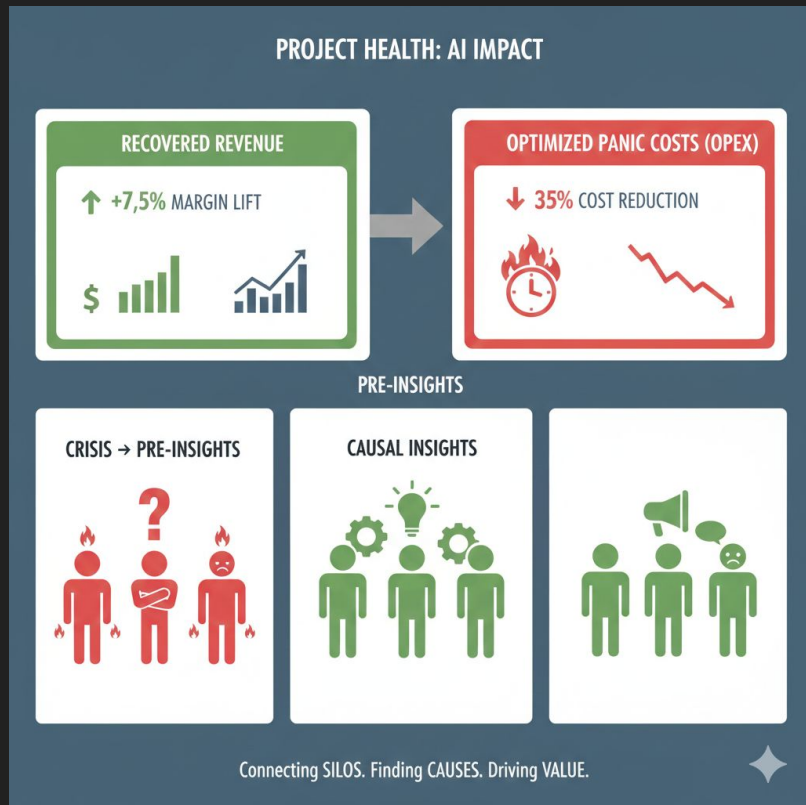 PROJECT HEALTH: AI IMPACT
RECOVERED REVENUE
↑ +7,5% MARGIN LIFT
$
OPTIMIZED PANIC COSTS (OPEX)
↓ 35% COST REDUCTION
PRE-INSIGHTS
CRISIS → PRE-INSIGHTS
?
CAUSAL INSIGHTS
Connecting SILOS. Finding CAUSES. Driving VALUE.